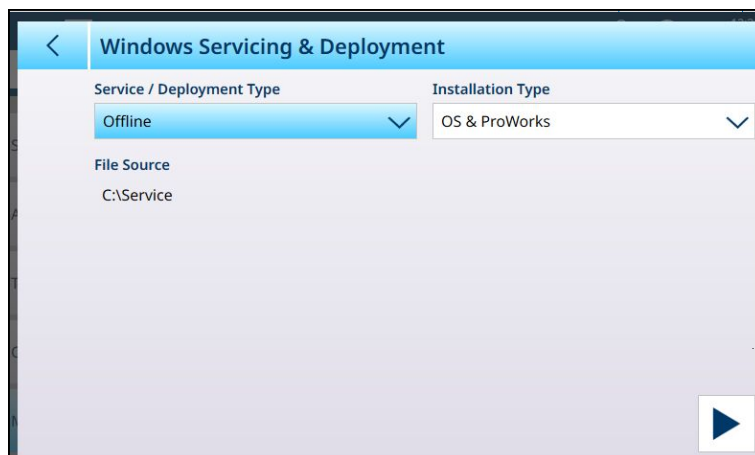 Windows Servicing & Deployment
Service / Deployment Type
Installation Type
Offline
OS & ProWorks
File Source
C:\Service